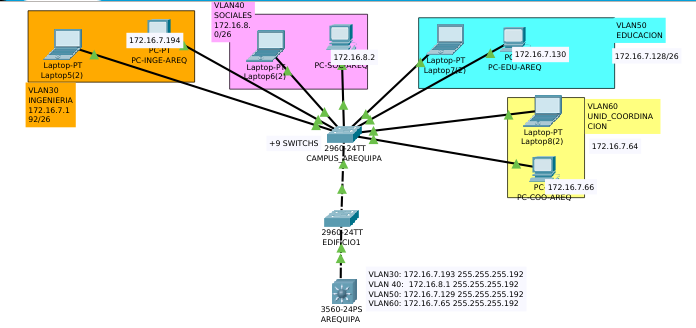 172.16.7.194
Laptop-PT
Laptop5(2)
PC-PT
PC-INGE-AREQ
VLAN30
INGENIERIA
172.16.7.1
92/26
VLAN40
SOCIALES
172.16.8.
0/26
172.16.8.2
Laptop-PT
Laptop6(2)
VLAN50
EDUCACION
172.16.7.128/26
172.16.7.130
Laptop-PT
Laptop7(2)
PC-EDU-AREQ
VLAN60
UNID_COORDINA
CION
172.16.7.64
Laptop-PT
Laptop8(2)
172.16.7.66
PC-COO-AREQ
+9 SWITCHS
2960-24TT
CAMPUS_AREQUIPA
2960-24TT
EDIFICIO1
VLAN30: 172.16.7.193 255.255.255.192
VLAN 40: 172.16.8.1 255.255.255.192
VLAN50: 172.16.7.129 255.255.255.192
VLAN60: 172.16.7.65 255.255.255.192
3560-24PS
AREQUIPA